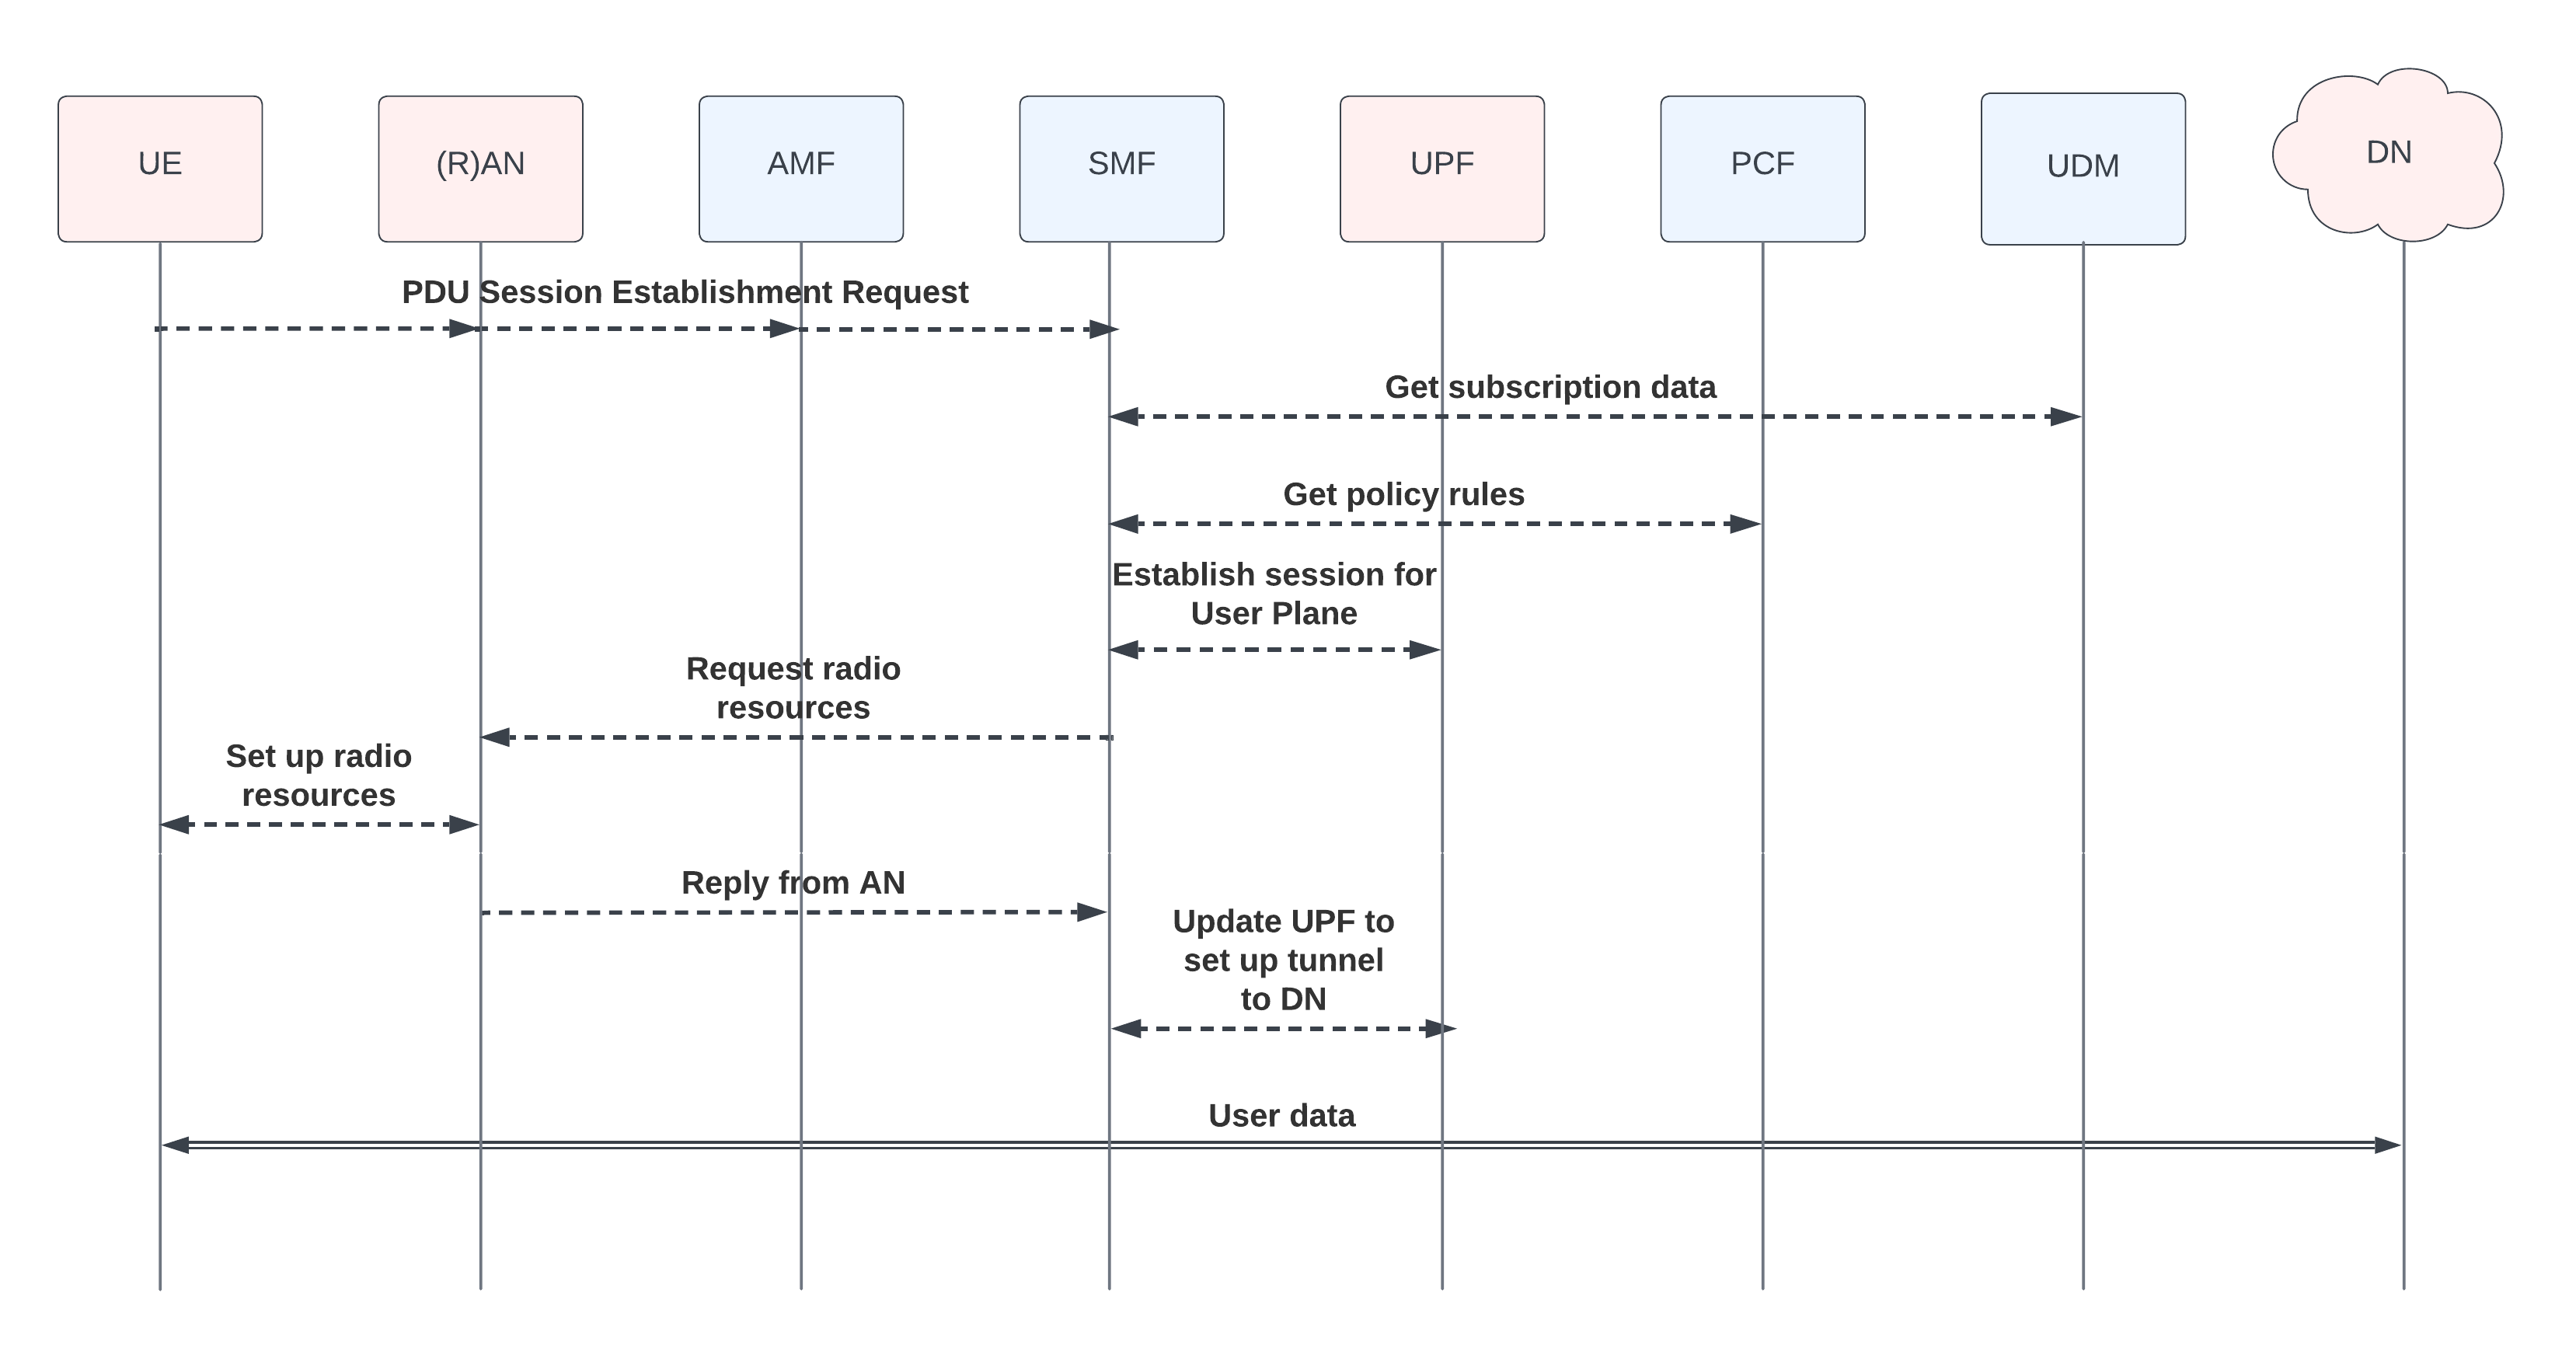 UE
(R)AN
AMF
SMF
UPF
PCF
UDM
DN
PDU Session Establishment Request
Get subscription data
Get policy rules
Establish session for
User Plane
Request radio
resources
Set up radio
resources
Reply from AN
Update UPF to
set up tunnel
to DN
User data